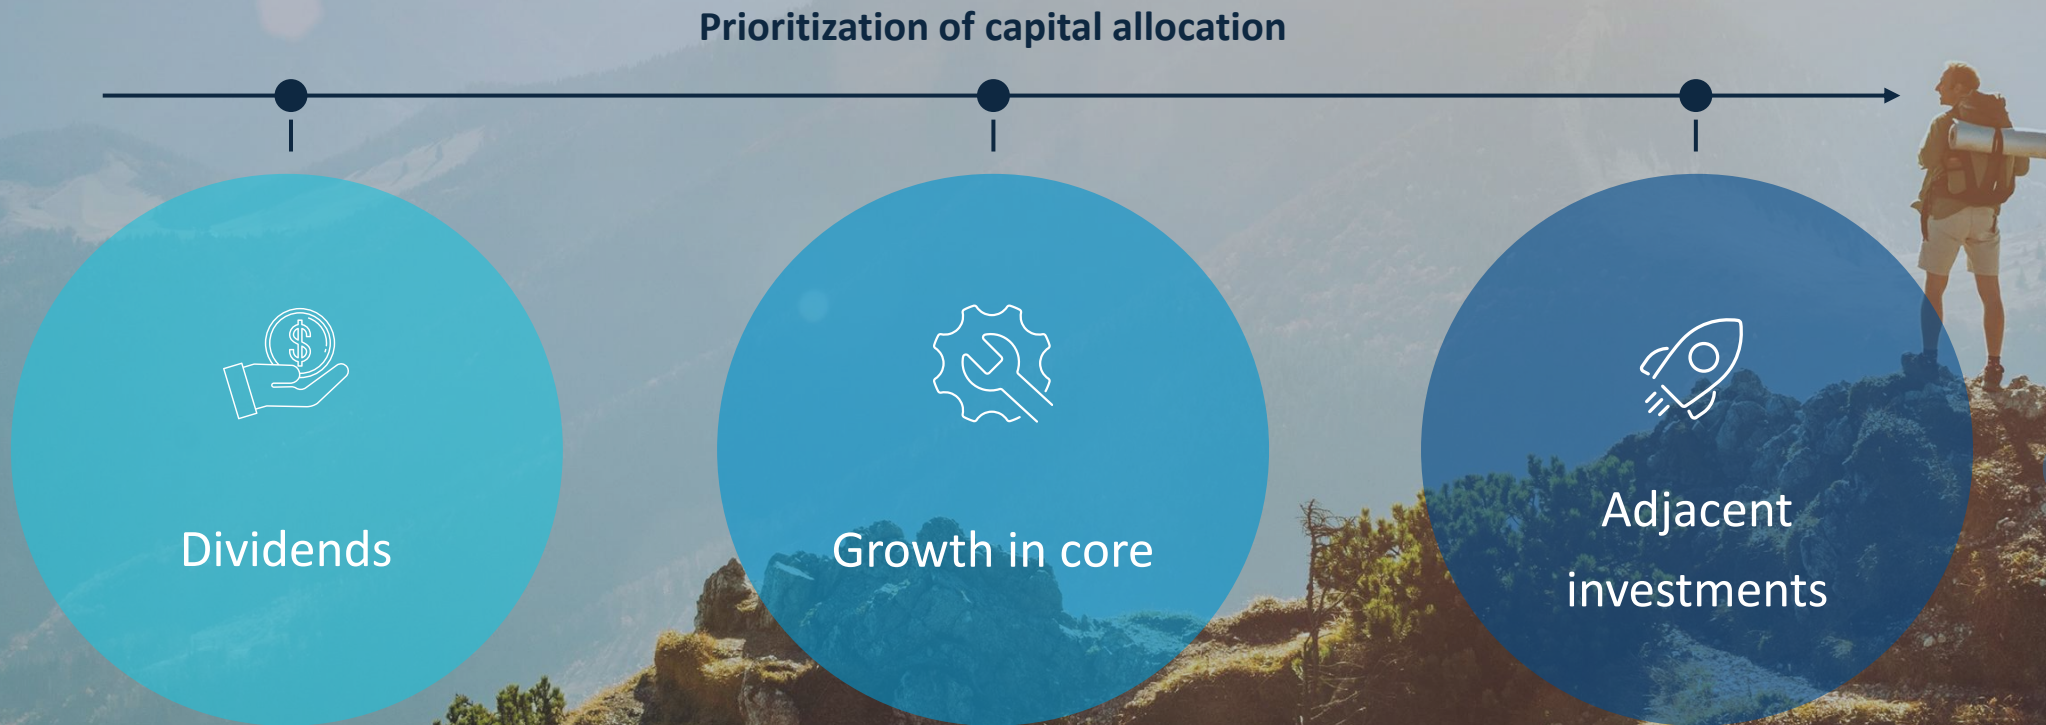 Prioritization of capital allocation
$
Dividends
Growth in core
Adjacent
investments